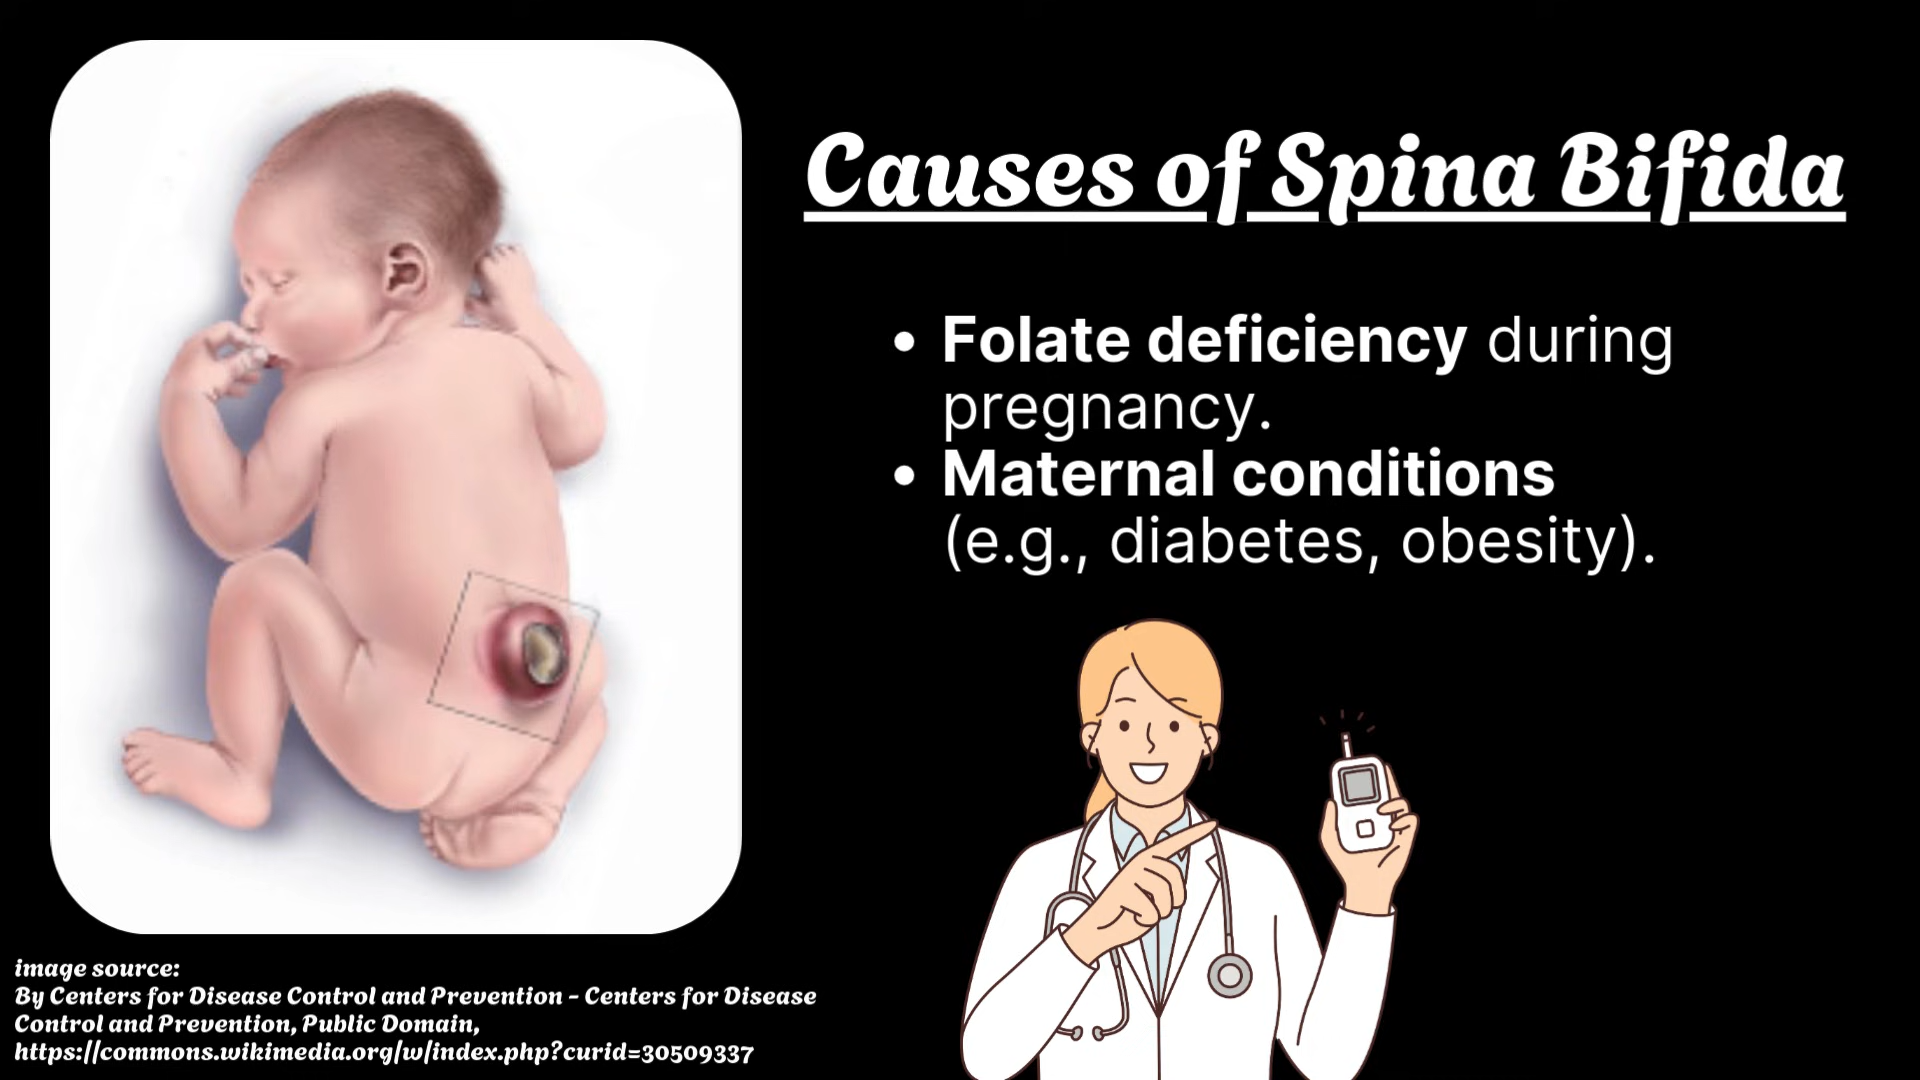 Causes of Spina Bifida
• Folate deficiency during
pregnancy.
• Maternal conditions
(e.g., diabetes, obesity).
image source:
By Centers for Disease Control and Prevention - Centers for Disease
Control and Prevention, Public Domain,
https://commons.wikimedia.org/w/index.php?curid=30509337